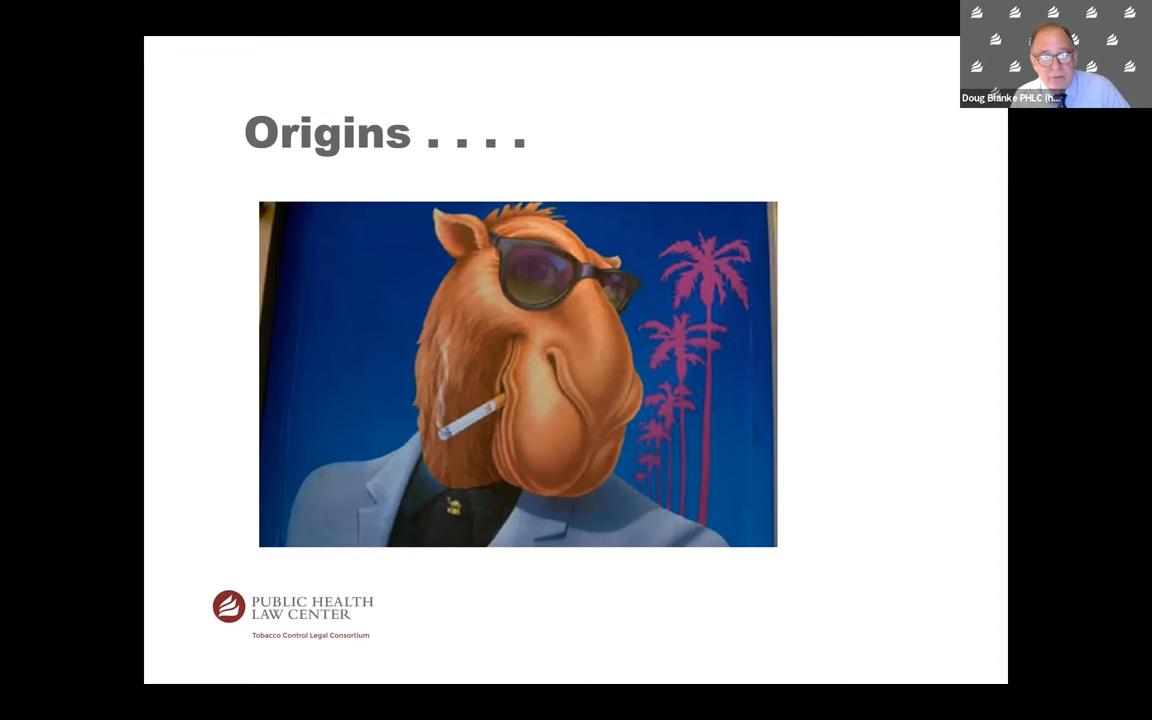 Origins . . . .
Doug Blanke PHLC (h...
PUBLIC HEALTH
LAW CENTER
Tobacco Control Legal Consortium